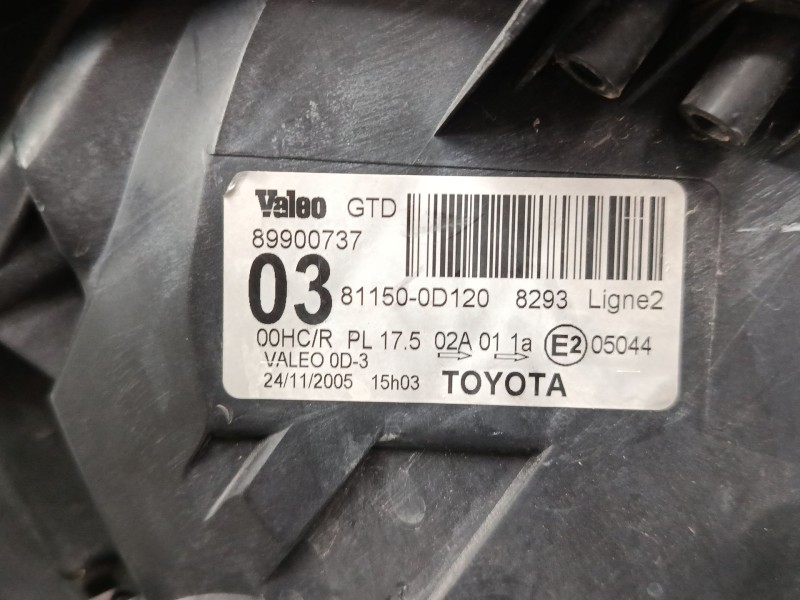 Valeo GTD
89900737
03 81150-0D120 8293 Ligne2
00HC/R PL 17.5 02A 01 1a E2 05044
VALEO 0D-3
24/11/2005 15h03 TOYOTA